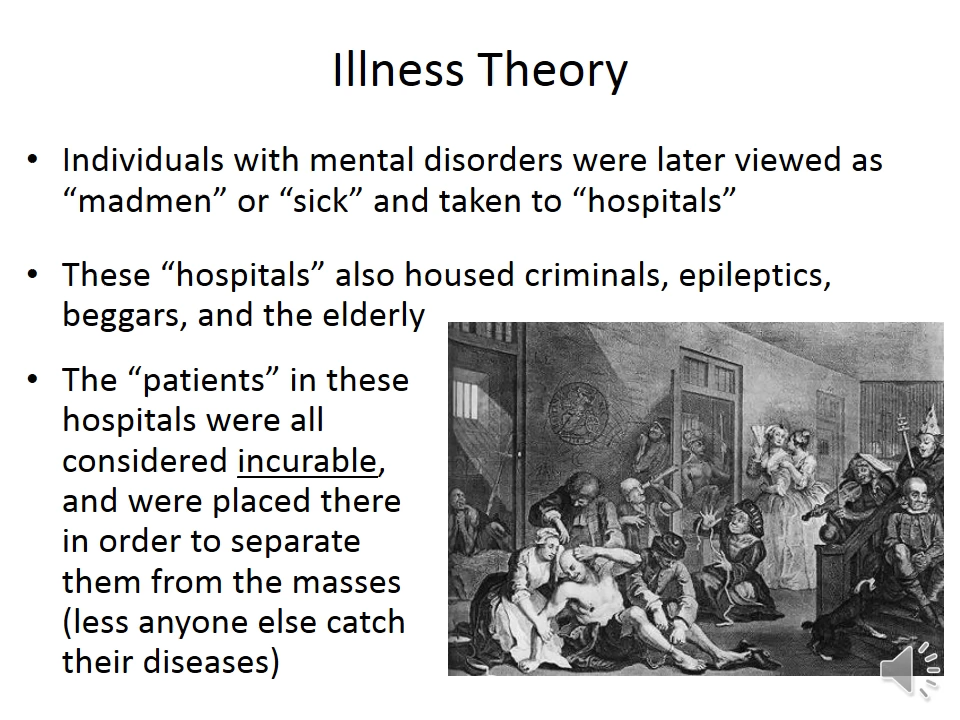 Illness Theory
• Individuals with mental disorders were later viewed as
“madmen” or “sick” and taken to “hospitals”
• These “hospitals” also housed criminals, epileptics,
beggars, and the elderly
• The “patients” in these
hospitals were all
considered incurable,
and were placed there
in order to separate
them from the masses
(less anyone else catch
their diseases)